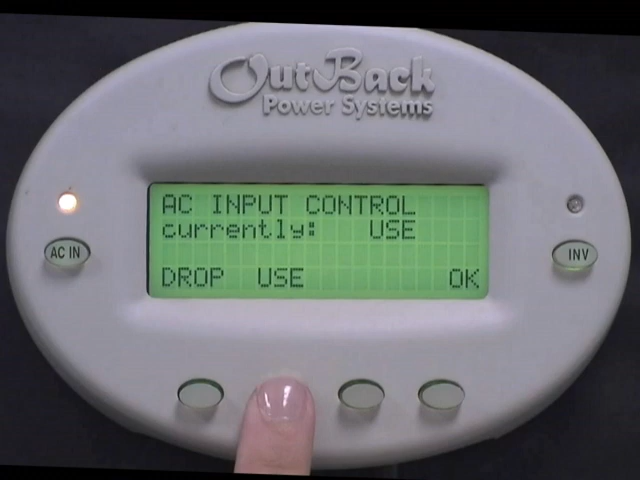 OutBack
Power Systems
AC INPUT CONTROL
currently: USE
AC IN
INV
DROP USE OK